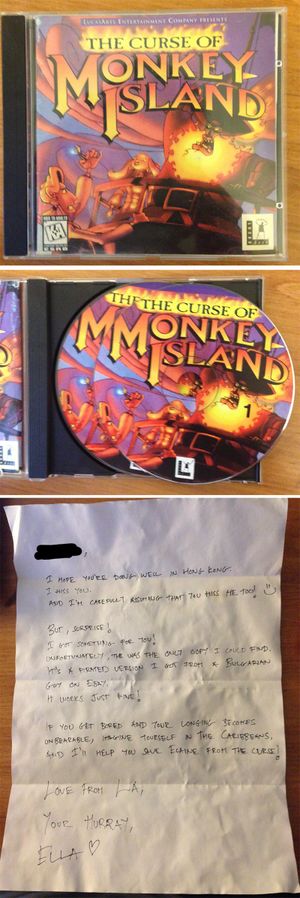 LUCASARTS ENTERTAINMENT COMPANY PRESENTS
THE CURSE OF
MONKEY
ISLAND
THE THE CURSE OF
M MONKEY
ISLAND
1
I HOPE YOU'RE DOING WELL IN HONG KONG.
I MISS YOU.
AND I'M CAREFULLY ASSUMING THAT YOU MISS ME TOO! :)
BUT, SURPRISE!
I GOT SOMETHING FOR YOU!
UNFORTUNATELY, THIS WAS THE ONLY COPY I COULD FIND.
IT'S A PIRATED VERSION I GOT FROM A BULGARIAN
GUY ON EBAY.
IT WORKS JUST FINE!
IF YOU GET BORED AND YOUR LONGING BECOMES
UNBEARABLE, IMAGINE YOURSELF IN THE CARIBBEANS,
AND I'LL HELP YOU SAVE ELAINE FROM THE CURSE!
LOVE FROM LA,
YOUR MURRAY,
ELLA ♡